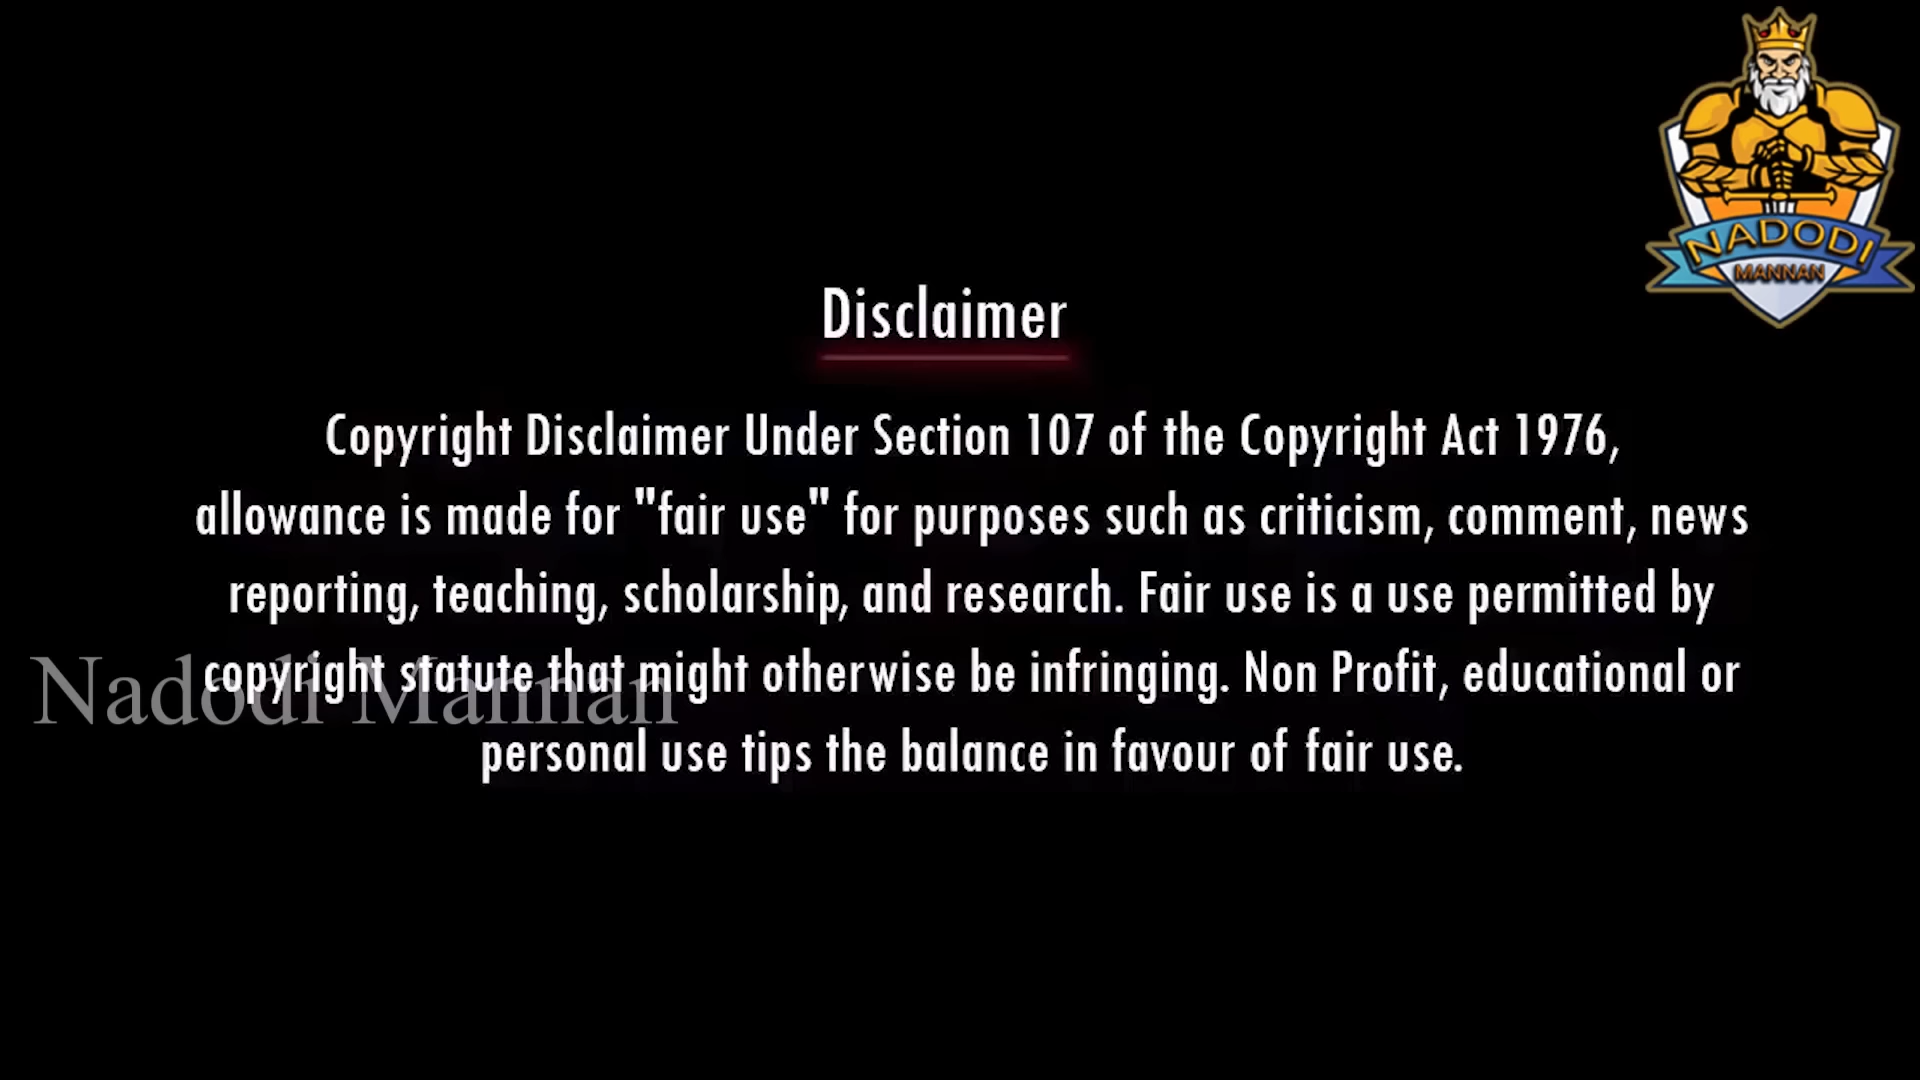 NADODI
MANNAN
Disclaimer
Copyright Disclaimer Under Section 107 of the Copyright Act 1976,
allowance is made for "fair use" for purposes such as criticism, comment, news
reporting, teaching, scholarship, and research. Fair use is a use permitted by
copyright statute that might otherwise be infringing. Non Profit, educational or
Nadodi Mannan
personal use tips the balance in favour of fair use.